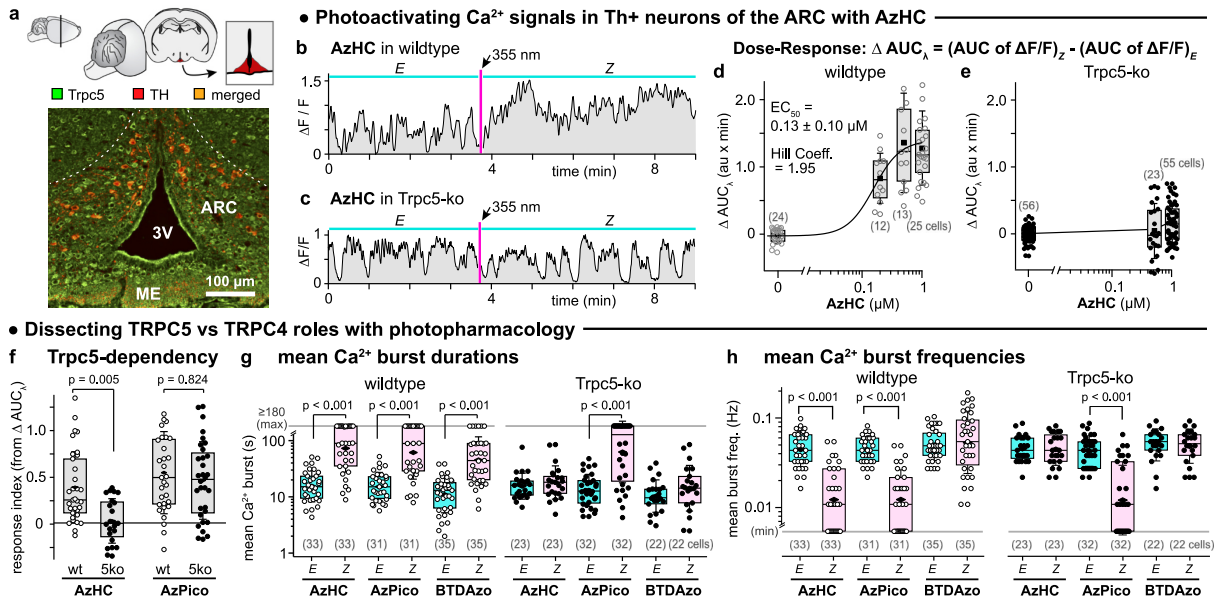 a
● Photoactivating Ca²⁺ signals in Th+ neurons of the ARC with AzHC
Trpc5 TH merged
ARC
3V
ME
100 µm
b AzHC in wildtype
355 nm
E Z
1.5
0
ΔF / F
0 4 8
time (min)
c AzHC in Trpc5-ko
355 nm
E Z
1
0
ΔF/F
0 4 8
time (min)
Dose-Response: Δ AUCλ = (AUC of ΔF/F)Z - (AUC of ΔF/F)E
d wildtype
EC50 =
0.13 ± 0.10 µM
Hill Coeff.
= 1.95
2.0
1.0
0
Δ AUCλ (au x min)
(24)
(12)
(13)
(25 cells)
0 0.1 1
AzHC (µM)
e Trpc5-ko
2.0
1.0
0
Δ AUCλ (au x min)
(56)
(23)
(55 cells)
0 0.1 1
AzHC (µM)
● Dissecting TRPC5 vs TRPC4 roles with photopharmacology
f Trpc5-dependency
p = 0.005 p = 0.824
1.0
0.5
0
response index (from Δ AUCλ)
wt 5ko wt 5ko
AzHC AzPico
g mean Ca²⁺ burst durations
wildtype Trpc5-ko
p < 0.001 p < 0.001 p < 0.001 p < 0.001
≥180
(max)
100
10
1
mean Ca²⁺ burst (s)
(33) (33) (31) (31) (35) (35) (23) (23) (32) (32) (22) (22 cells)
E Z E Z E Z E Z E Z E Z
AzHC AzPico BTDAzo AzHC AzPico BTDAzo
h mean Ca²⁺ burst frequencies
wildtype Trpc5-ko
p < 0.001 p < 0.001 p < 0.001
0.10
0.01
(min)
mean burst freq. (Hz)
(33) (33) (31) (31) (35) (35) (23) (23) (32) (32) (22) (22 cells)
E Z E Z E Z E Z E Z E Z
AzHC AzPico BTDAzo AzHC AzPico BTDAzo